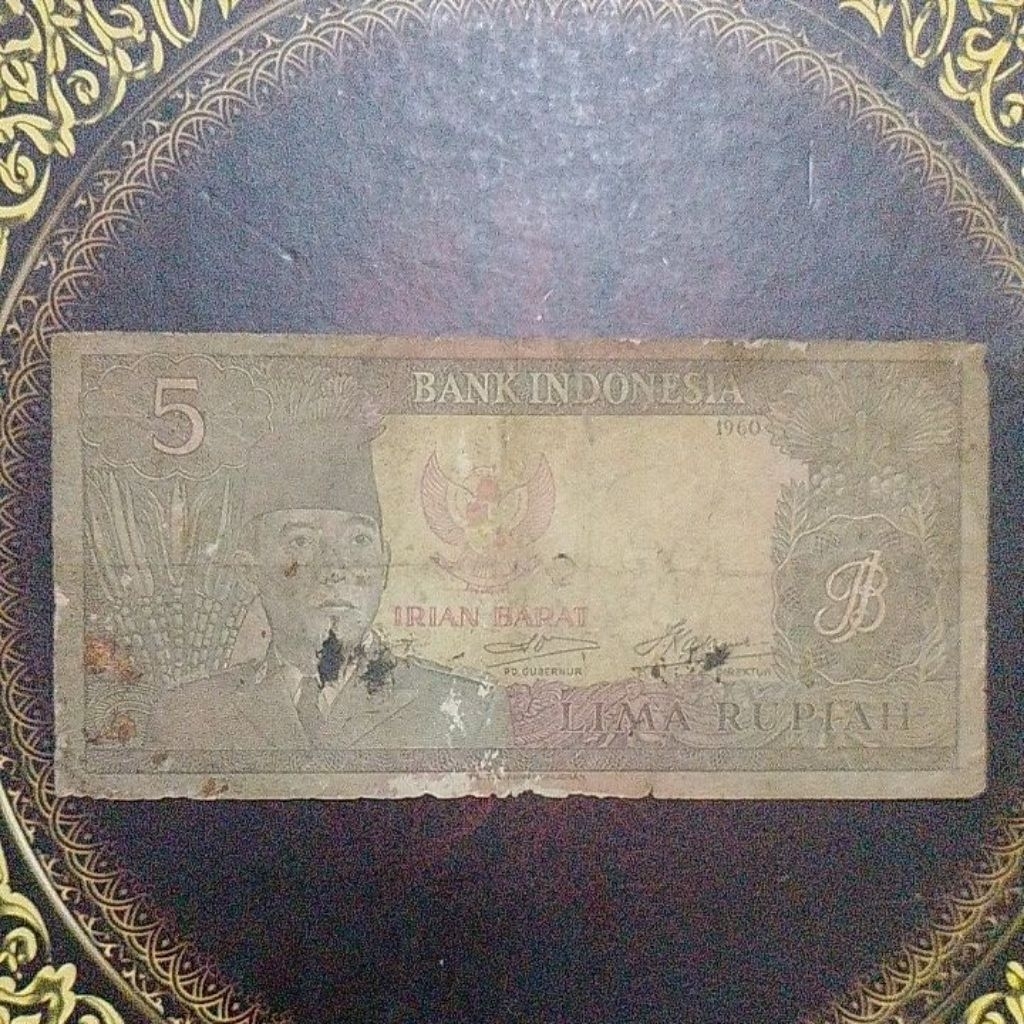 5
BANK INDONESIA
1960
IRIAN BARAT
PD. GUBERNUR
LIMA RUPIAH